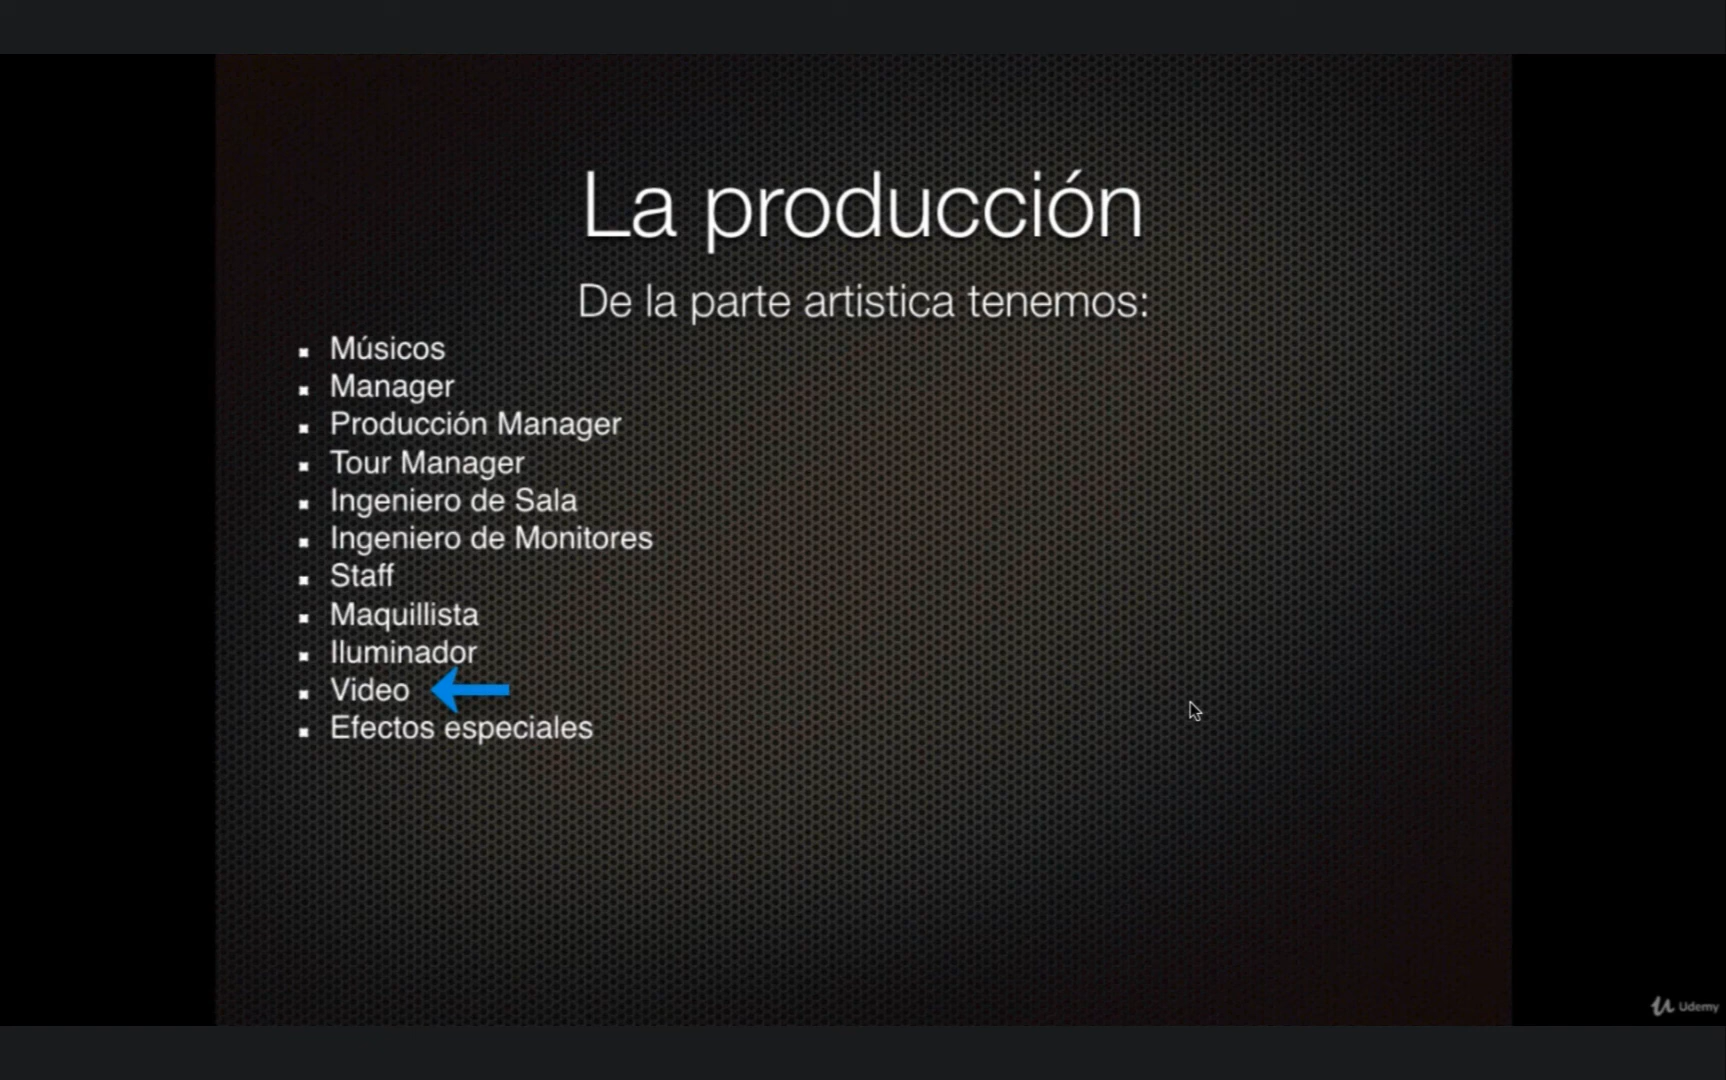 La producción
De la parte artistica tenemos:
Músicos
Manager
Producción Manager
Tour Manager
Ingeniero de Sala
Ingeniero de Monitores
Staff
Maquillista
Iluminador
Video
Efectos especiales
Udemy